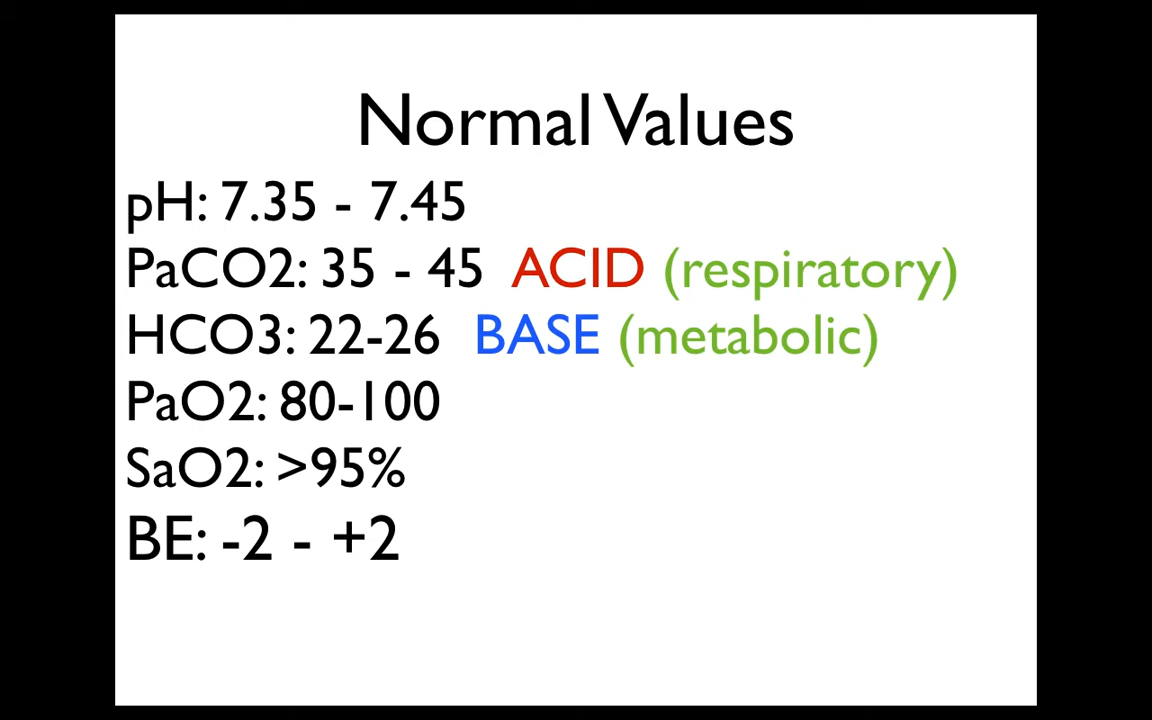 Normal Values
pH: 7.35 - 7.45
PaCO2: 35 - 45 ACID (respiratory)
HCO3: 22-26 BASE (metabolic)
PaO2: 80-100
SaO2: >95%
BE: -2 - +2